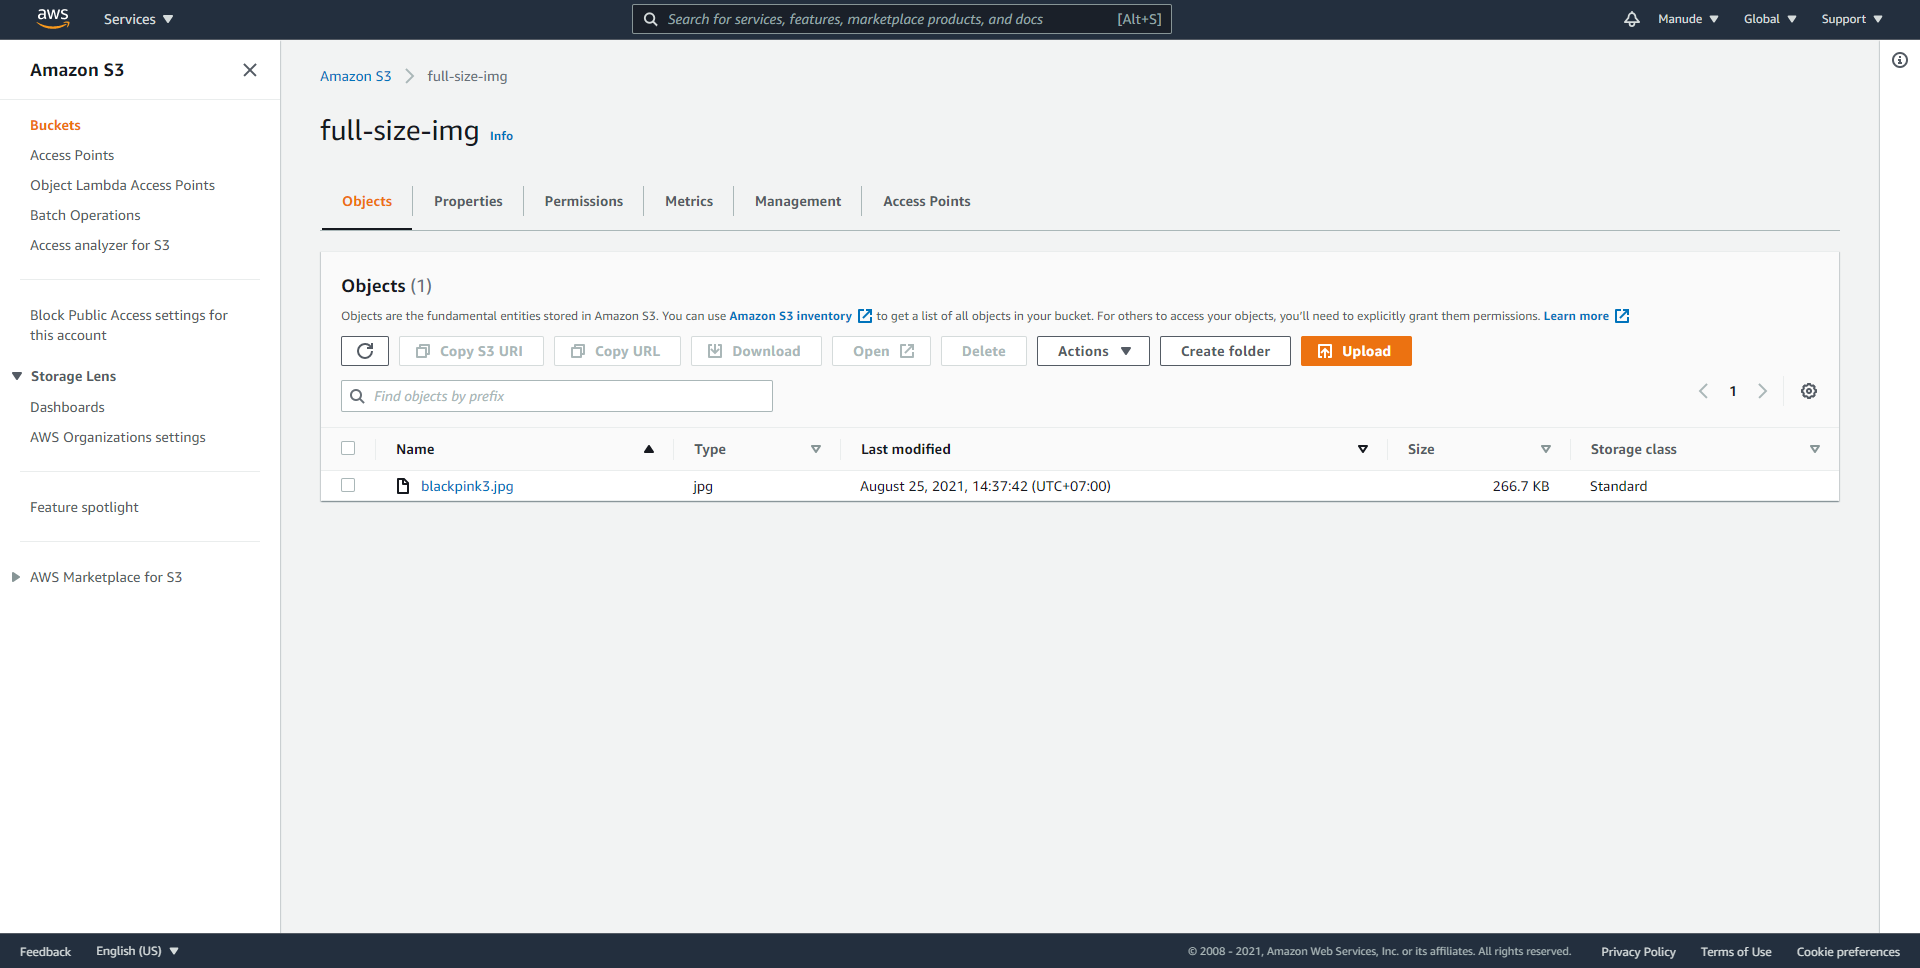 aws Services Search for services, features, marketplace products, and docs [Alt+S] Manude Global Support
Amazon S3
Buckets
Access Points
Object Lambda Access Points
Batch Operations
Access analyzer for S3
Block Public Access settings for
this account
Storage Lens
Dashboards
AWS Organizations settings
Feature spotlight
AWS Marketplace for S3
Amazon S3 full-size-img
full-size-img Info
Objects Properties Permissions Metrics Management Access Points
Objects (1)
Objects are the fundamental entities stored in Amazon S3. You can use Amazon S3 inventory to get a list of all objects in your bucket. For others to access your objects, you'll need to explicitly grant them permissions. Learn more
Copy S3 URI Copy URL Download Open Delete Actions Create folder Upload
Find objects by prefix 1
Name Type Last modified Size Storage class
blackpink3.jpg jpg August 25, 2021, 14:37:42 (UTC+07:00) 266.7 KB Standard
Feedback English (US) © 2008 - 2021, Amazon Web Services, Inc. or its affiliates. All rights reserved. Privacy Policy Terms of Use Cookie preferences